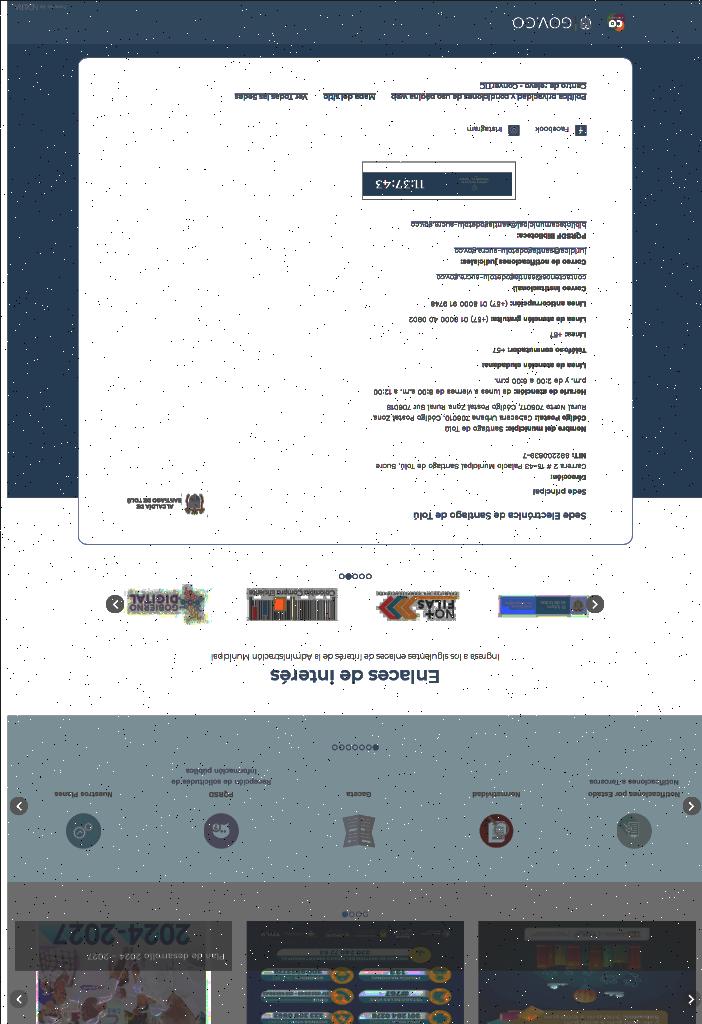 Plan de desarrollo 2024 - 2027
2024-2027
Notificaciones por Estado
Notificaciones a Terceros
Normatividad
Gaceta
PQRSD
Recepción de solicitudes de
Información pública
Nuestros Planes
Enlaces de interés
Ingresa a los siguientes enlaces de interés de la Administración Municipal
NO+
FILAS
Colombia Compra Eficiente
GOBIERNO
DIGITAL
Sede Electrónica de Santiago de Tolú
ALCALDÍA DE
SANTIAGO DE TOLÚ
Sede principal
Dirección:
Carrera 2 # 15-43 Palacio Municipal, Santiago de Tolú, Sucre
NIT: 892200839-7
Nombre del municipio: Santiago de Tolú
Código Postal: Cabecera Urbana 706010, Código Postal Zona
Rural Norte 706017, Código Postal Zona Rural Sur 706018
Horario de atención: de lunes a viernes de 8:00 a.m. a 12:00
p.m. y de 2:00 a 6:00 p.m.
Línea de atención ciudadana:
Teléfono conmutador: +57
Línea: +57
Línea de atención gratuita: (+57) 01 8000 40 0802
Línea anticorrupción: (+57) 01 8000 91 9748
Correo institucional:
contactenos@santiagodetolu-sucre.gov.co
Correo de notificaciones judiciales:
juridica@santiagodetolu-sucre.gov.co
PQRSDF Biblioteca:
bibliotecamunicipal@santiagodetolu-sucre.gov.co
11:37:43
Facebook
Instagram
Política privacidad y condiciones de uso página web
Mapa del sitio
Ver Todas las Sedes
Centro de relevo - ConverTIC
CO
GOV.CO